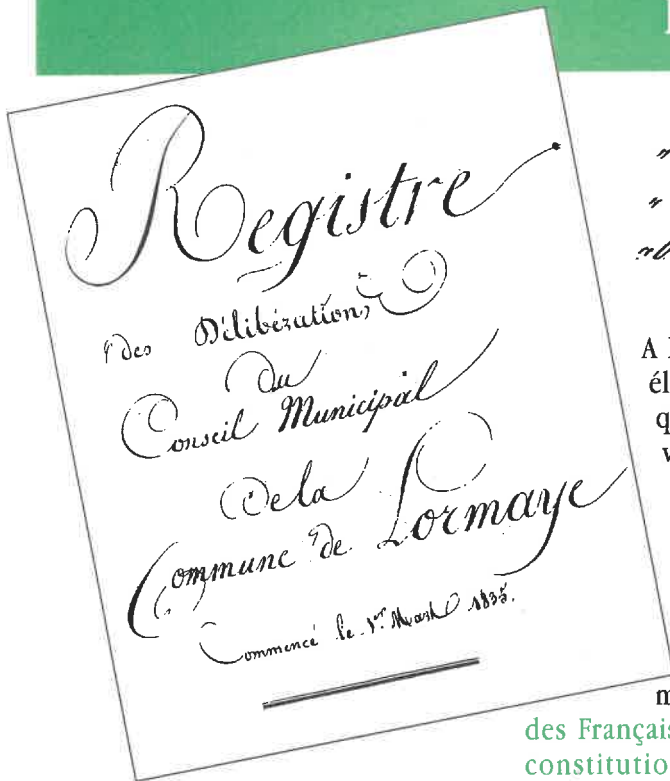 Registre
des Délibérations
Du
Conseil Municipal
De la
Commune de Lormaye
Commencé le 1er Mars 1835.
A
él
q
v
m
des Français
constitutio